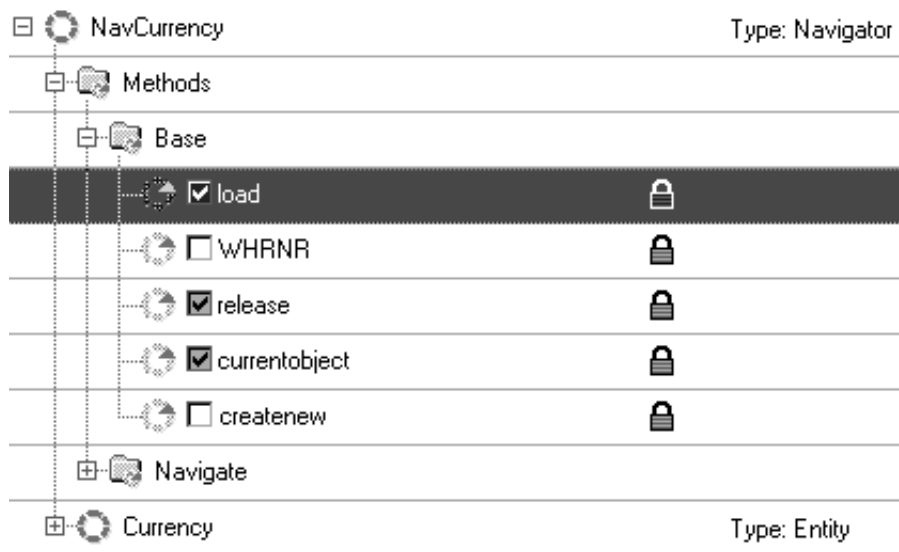 NavCurrency Type: Navigator
Methods
Base
load
WHRNR
release
currentobject
createnew
Navigate
Currency Type: Entity